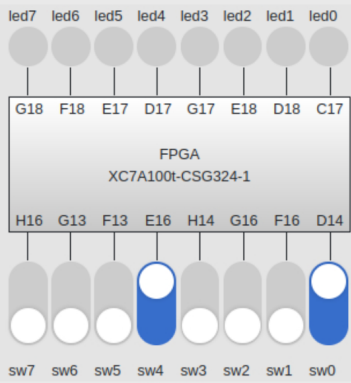 led7 led6 led5 led4 led3 led2 led1 led0
G18 F18 E17 D17 G17 E18 D18 C17
FPGA
XC7A100t-CSG324-1
H16 G13 F13 E16 H14 G16 F16 D14
sw7 sw6 sw5 sw4 sw3 sw2 sw1 sw0